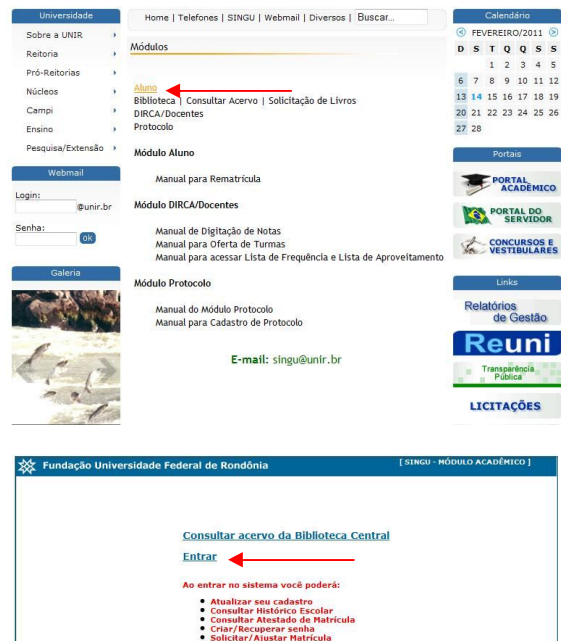 Universidade
Sobre a UNIR
Reitoria
Pró-Reitorias
Núcleos
Campi
Ensino
Pesquisa/Extensão
Webmail
Login:
@unir.br
Senha:
ok
Galeria
Home | Telefones | SINGU | Webmail | Diversos | Buscar...
Módulos
Aluno
Biblioteca | Consultar Acervo | Solicitação de Livros
DIRCA/Docentes
Protocolo
Módulo Aluno
Manual para Rematrícula
Módulo DIRCA/Docentes
Manual de Digitação de Notas
Manual para Oferta de Turmas
Manual para acessar Lista de Frequência e Lista de Aproveitamento
Módulo Protocolo
Manual do Módulo Protocolo
Manual para Cadastro de Protocolo
E-mail: singu@unir.br
Calendário
FEVEREIRO/2011
D S T Q Q S S
1 2 3 4 5
6 7 8 9 10 11 12
13 14 15 16 17 18 19
20 21 22 23 24 25 26
27 28
Portais
PORTAL
ACADÊMICO
PORTAL DO
SERVIDOR
CONCURSOS E
VESTIBULARES
Links
Relatórios
de Gestão
Reuni
Transparência
Pública
LICITAÇÕES
Fundação Universidade Federal de Rondônia
[ SINGU - MÓDULO ACADÊMICO ]
Consultar acervo da Biblioteca Central
Entrar
Ao entrar no sistema você poderá:
Atualizar seu cadastro
Consultar Histórico Escolar
Consultar Atestado de Matrícula
Criar/Recuperar senha
Solicitar/Ajustar Matrícula